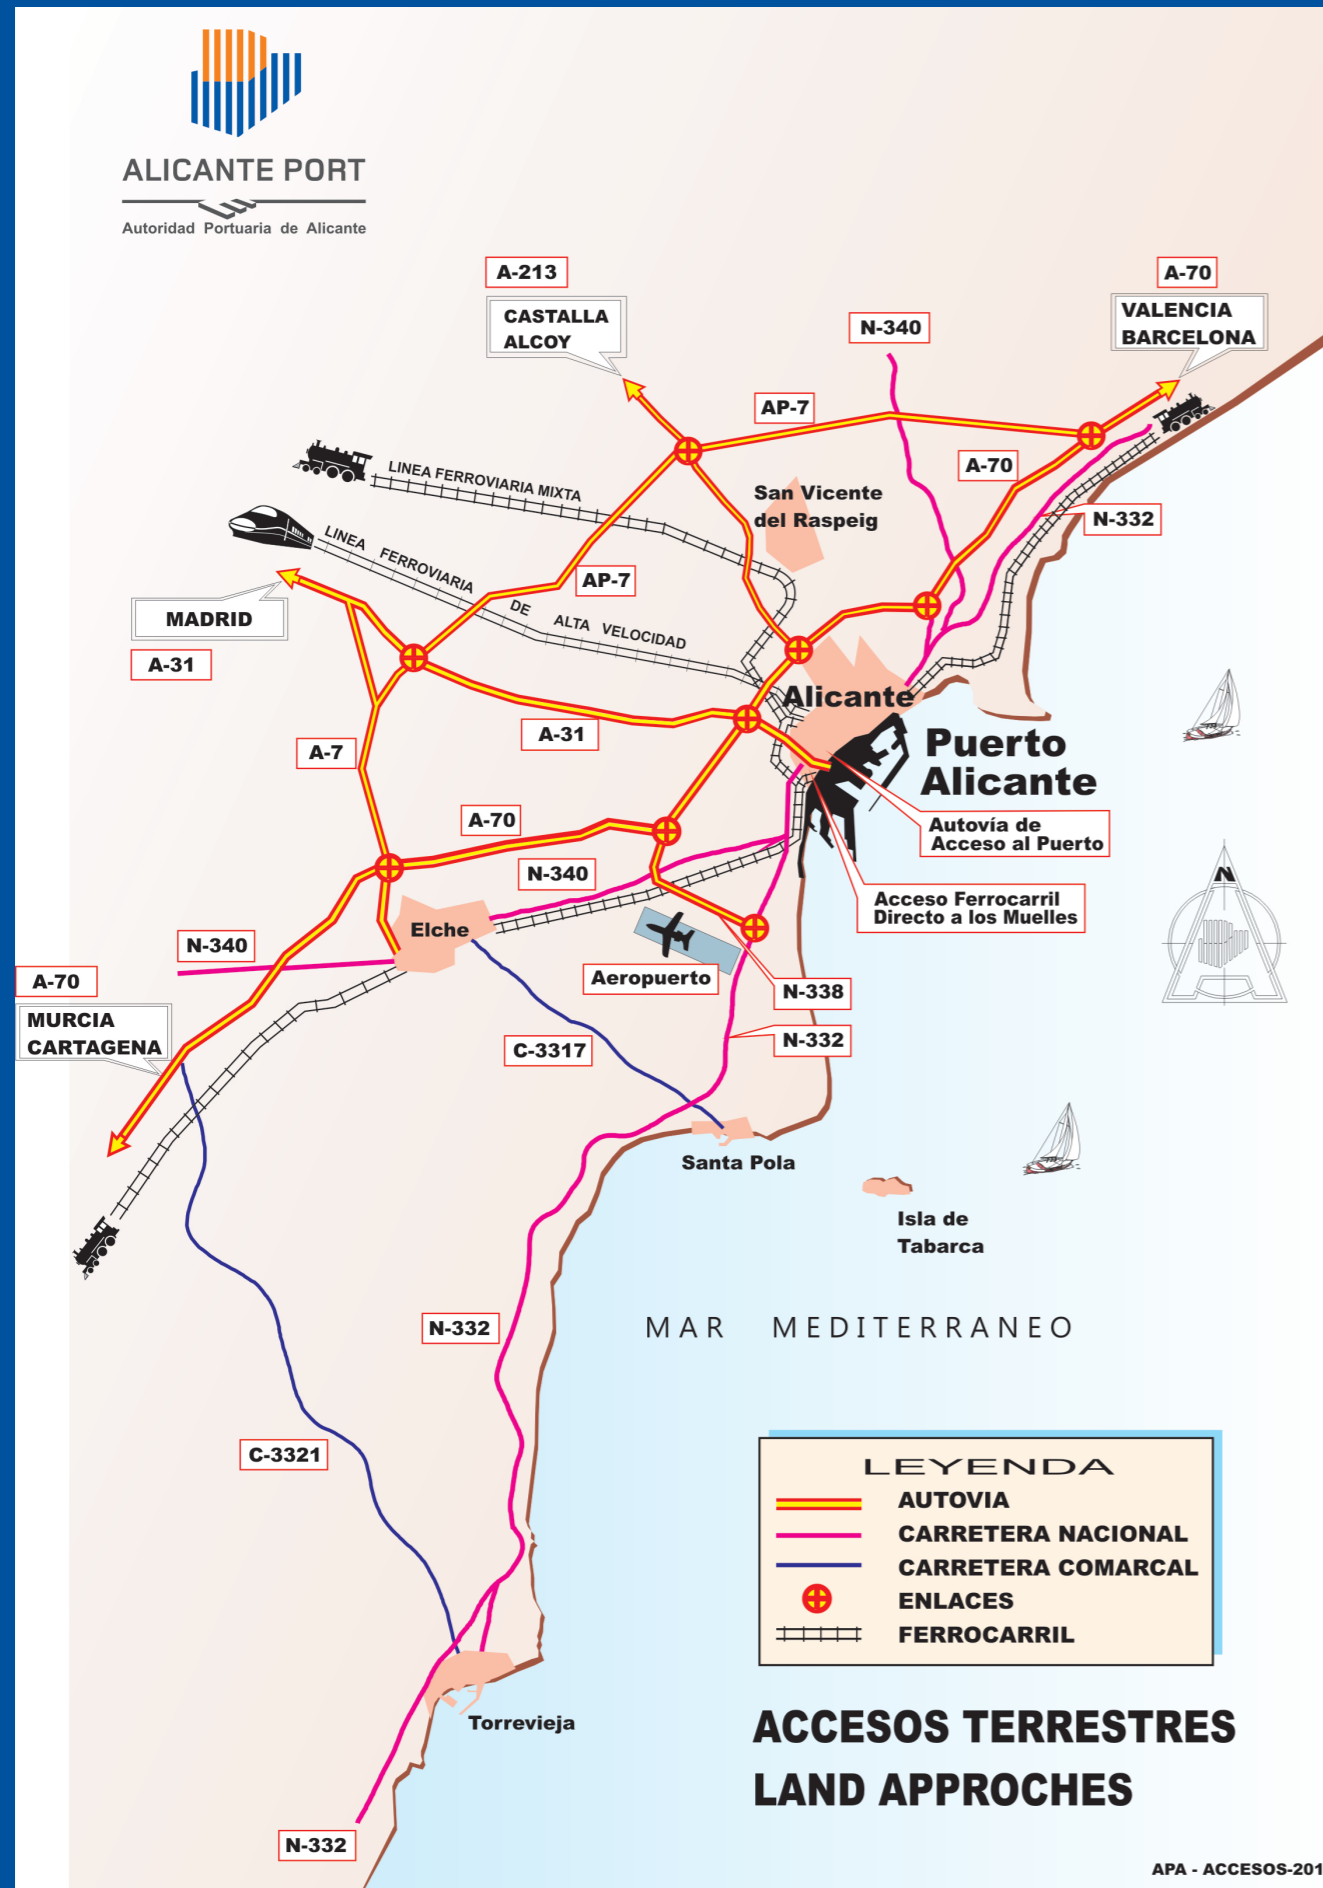 ALICANTE PORT
Autoridad Portuaria de Alicante
A-213
CASTALLA
ALCOY
A-70
VALENCIA
BARCELONA
N-340
AP-7
A-70
LINEA FERROVIARIA MIXTA
San Vicente
del Raspeig
N-332
LINEA FERROVIARIA DE ALTA VELOCIDAD
AP-7
MADRID
A-31
Alicante
A-31
A-7
Puerto
Alicante
A-70
Autovía de
Acceso al Puerto
N-340
Acceso Ferrocarril
Directo a los Muelles
N
Elche
N-340
A-70
MURCIA
CARTAGENA
Aeropuerto
N-338
N-332
C-3317
Santa Pola
Isla de
Tabarca
N-332
MAR MEDITERRANEO
C-3321
LEYENDA
AUTOVIA
CARRETERA NACIONAL
CARRETERA COMARCAL
ENLACES
FERROCARRIL
Torrevieja
ACCESOS TERRESTRES
LAND APPROCHES
N-332
APA - ACCESOS-201